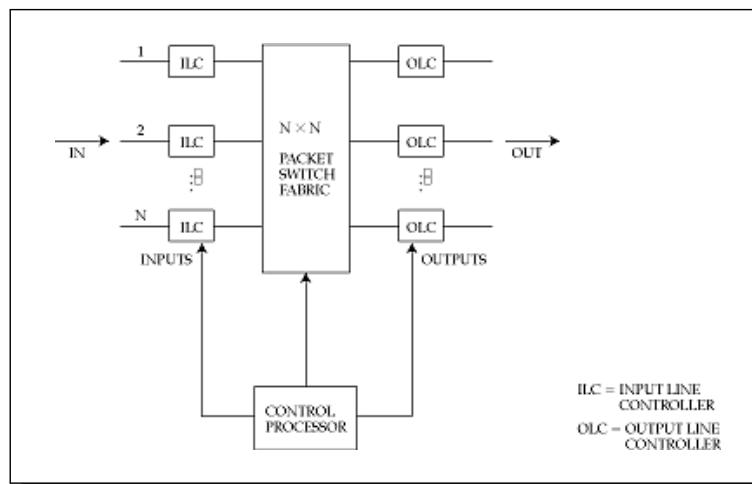 1
ILC
OLC
N × N
2
ILC
OLC
IN
OUT
PACKET
SWITCH
FABRIC
N
ILC
OLC
INPUTS
OUTPUTS
CONTROL
PROCESSOR
ILC = INPUT LINE
CONTROLLER
OLC = OUTPUT LINE
CONTROLLER